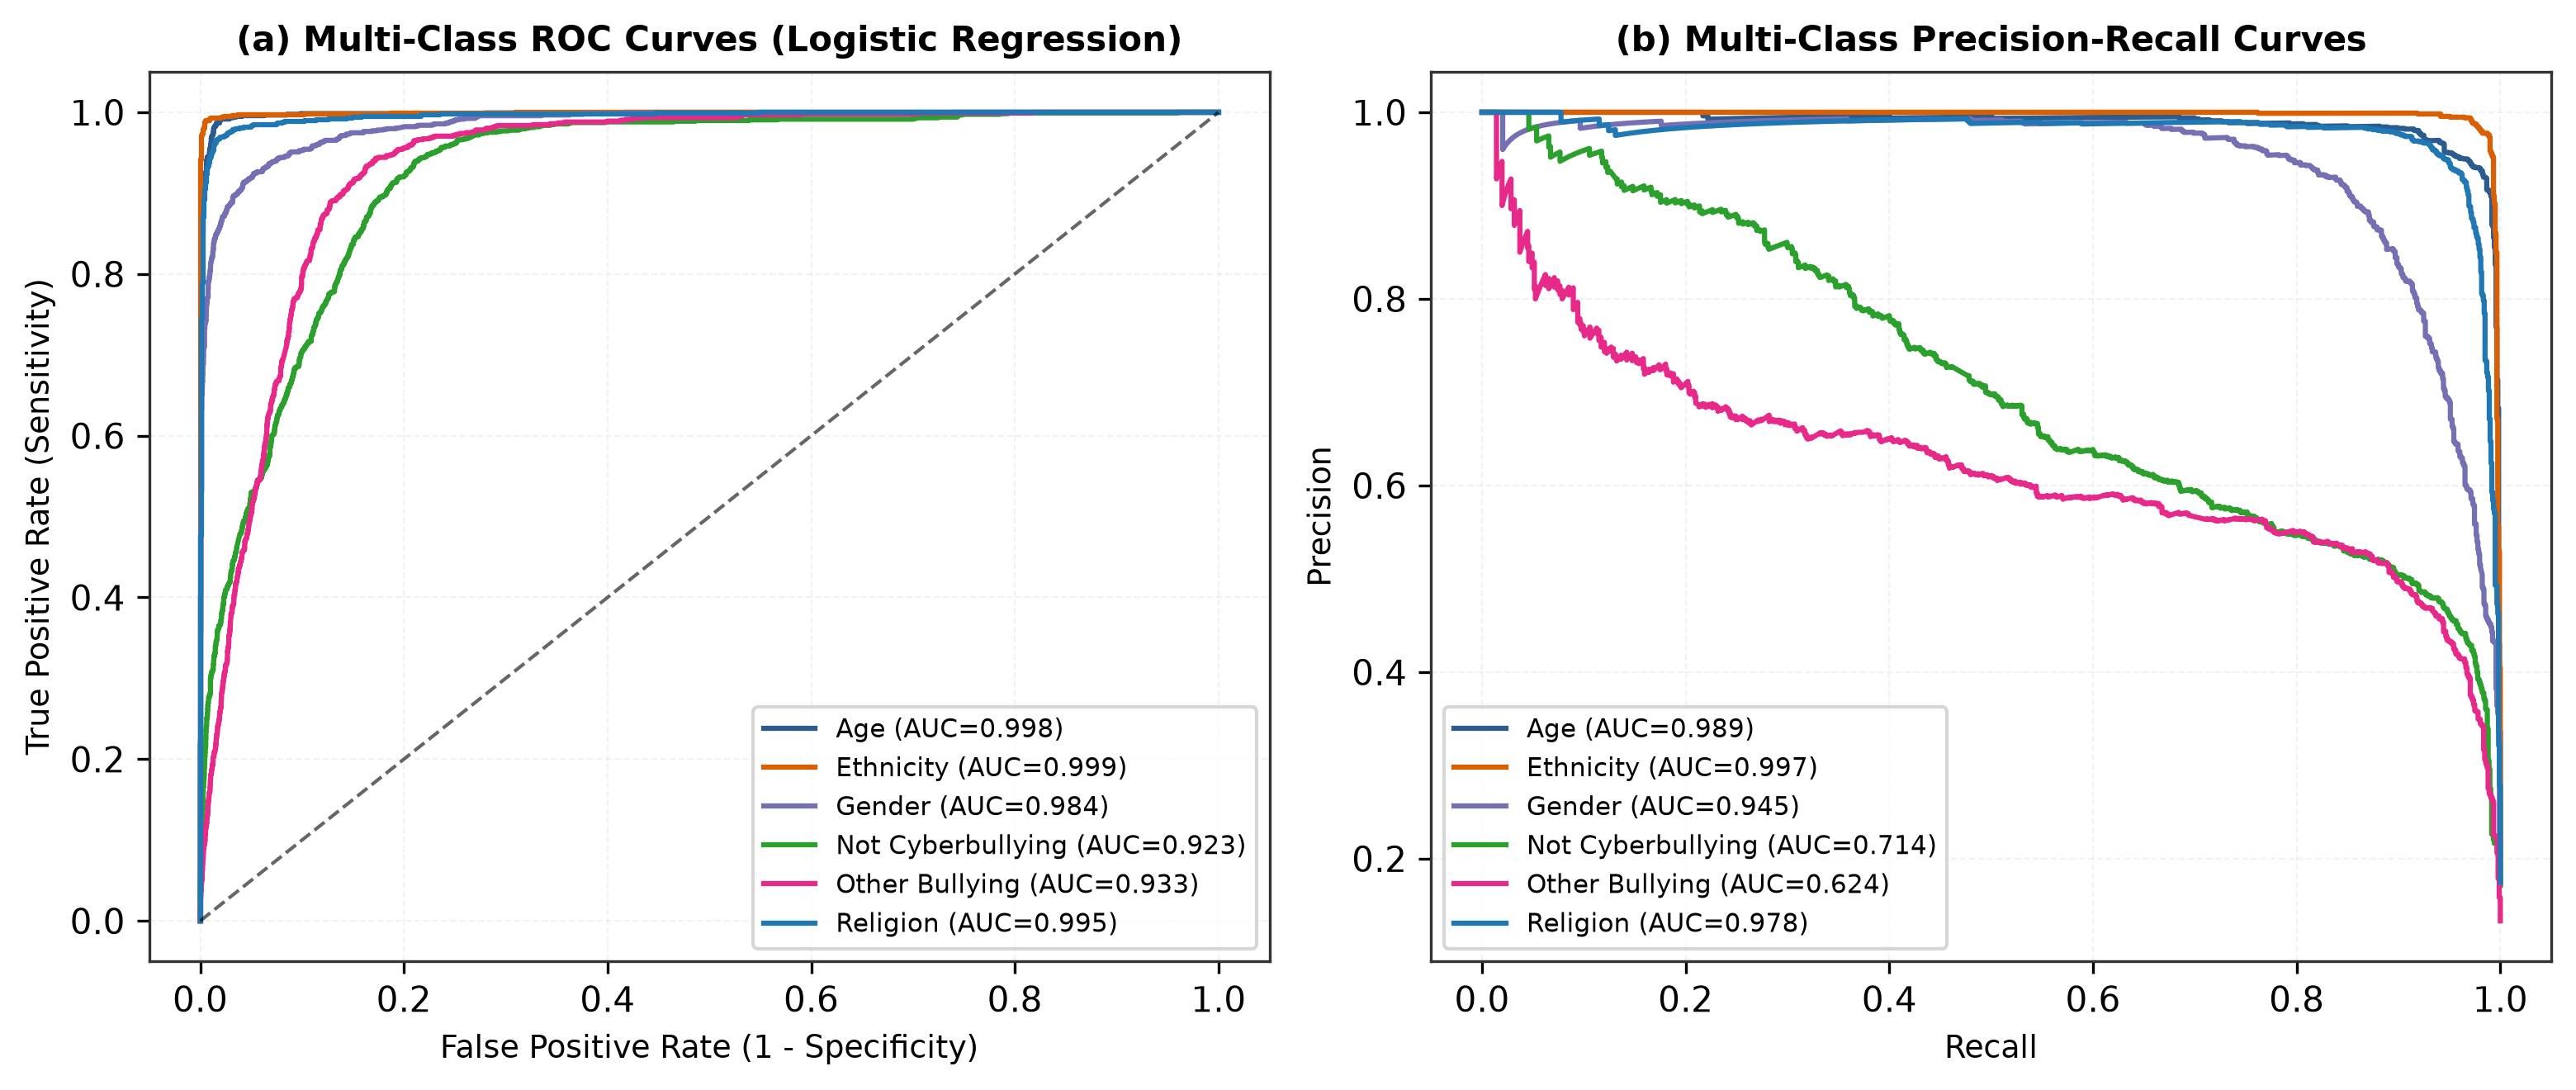 (a) Multi-Class ROC Curves (Logistic Regression)
True Positive Rate (Sensitivity)
1.0
0.8
0.6
0.4
0.2
0.0
Age (AUC=0.998)
Ethnicity (AUC=0.999)
Gender (AUC=0.984)
Not Cyberbullying (AUC=0.923)
Other Bullying (AUC=0.933)
Religion (AUC=0.995)
0.0 0.2 0.4 0.6 0.8 1.0
False Positive Rate (1 - Specificity)
(b) Multi-Class Precision-Recall Curves
Precision
1.0
0.8
0.6
0.4
0.2
Age (AUC=0.989)
Ethnicity (AUC=0.997)
Gender (AUC=0.945)
Not Cyberbullying (AUC=0.714)
Other Bullying (AUC=0.624)
Religion (AUC=0.978)
0.0 0.2 0.4 0.6 0.8 1.0
Recall